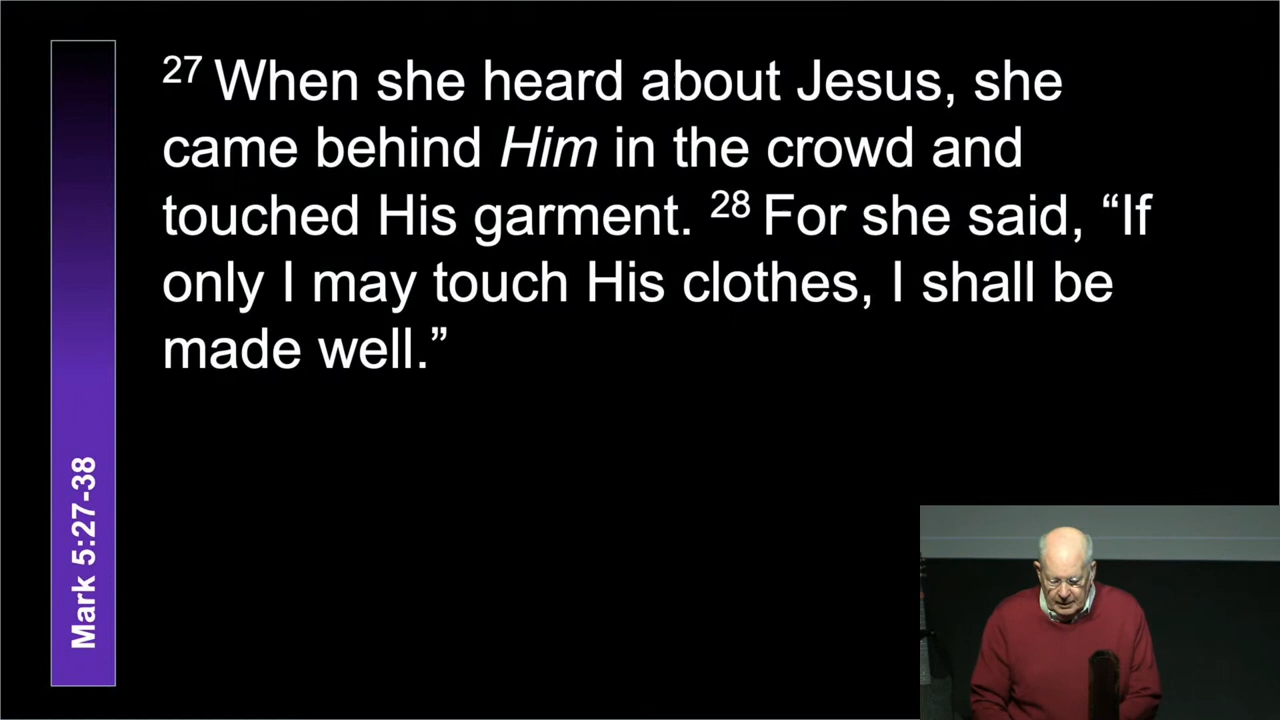 27 When she heard about Jesus, she
came behind Him in the crowd and
touched His garment. 28 For she said, “If
only I may touch His clothes, I shall be
made well.”
Mark 5:27-38